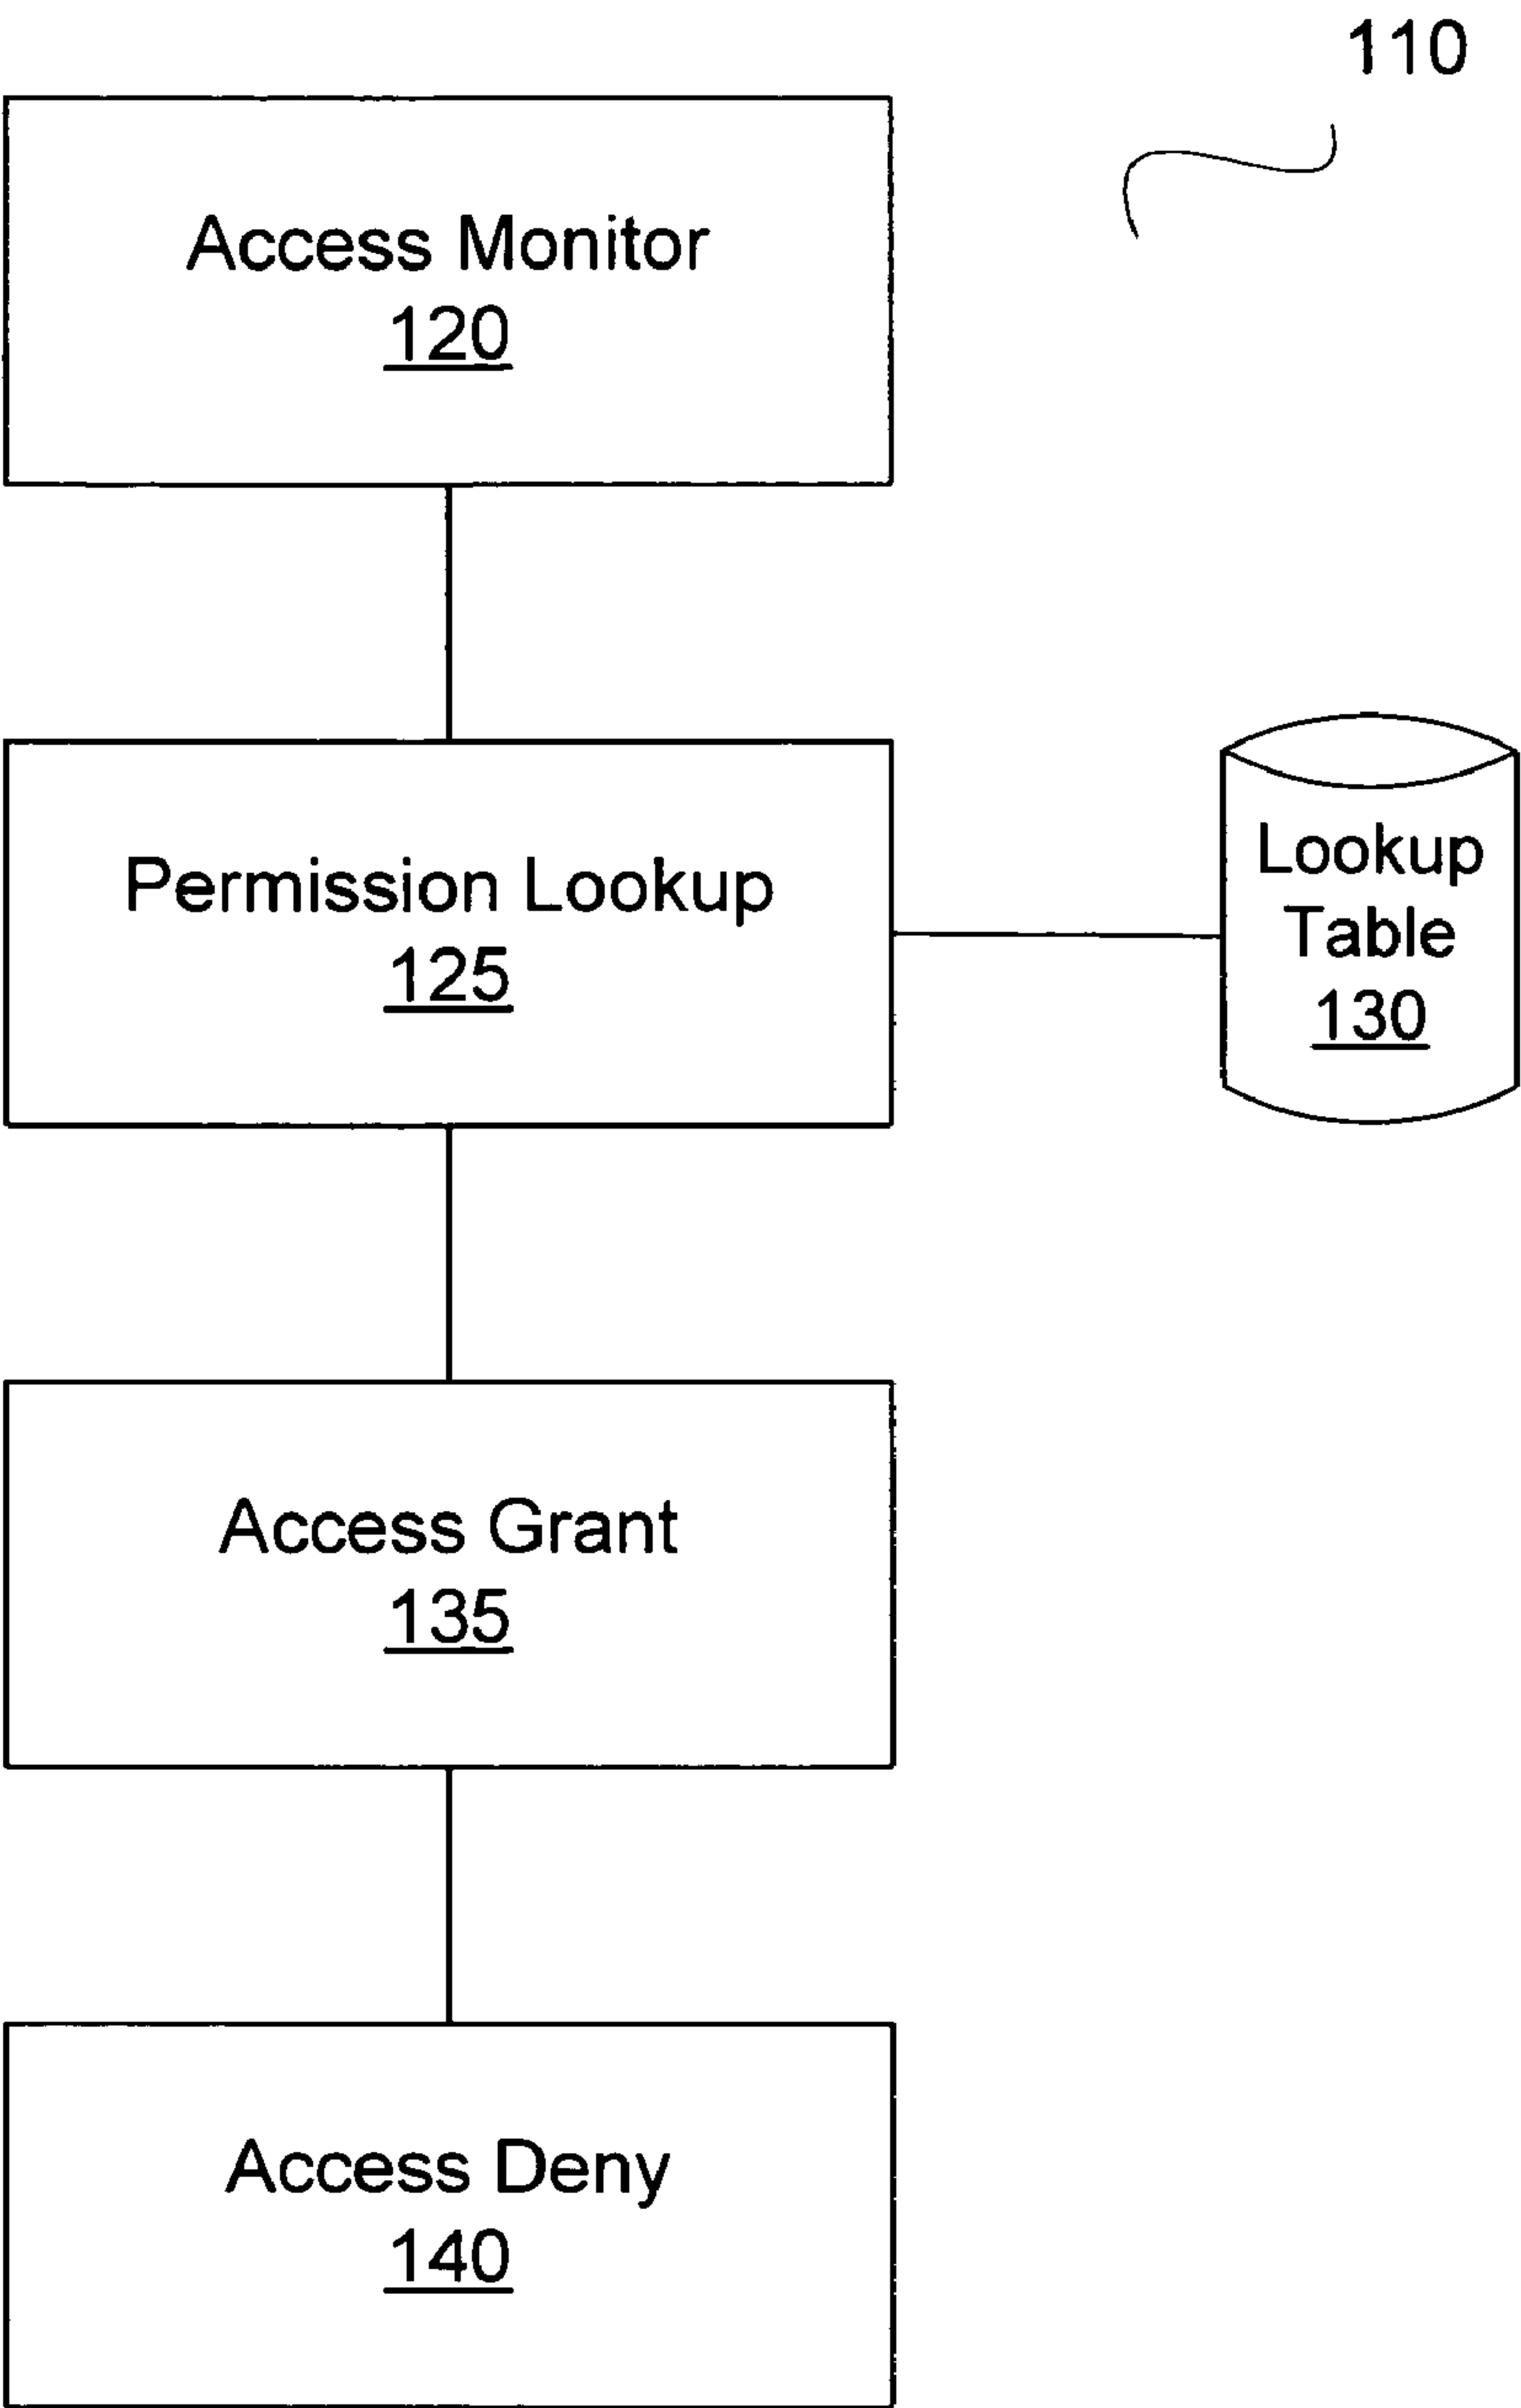 110
Access Monitor
120
Permission Lookup
125
Lookup
Table
130
Access Grant
135
Access Deny
140